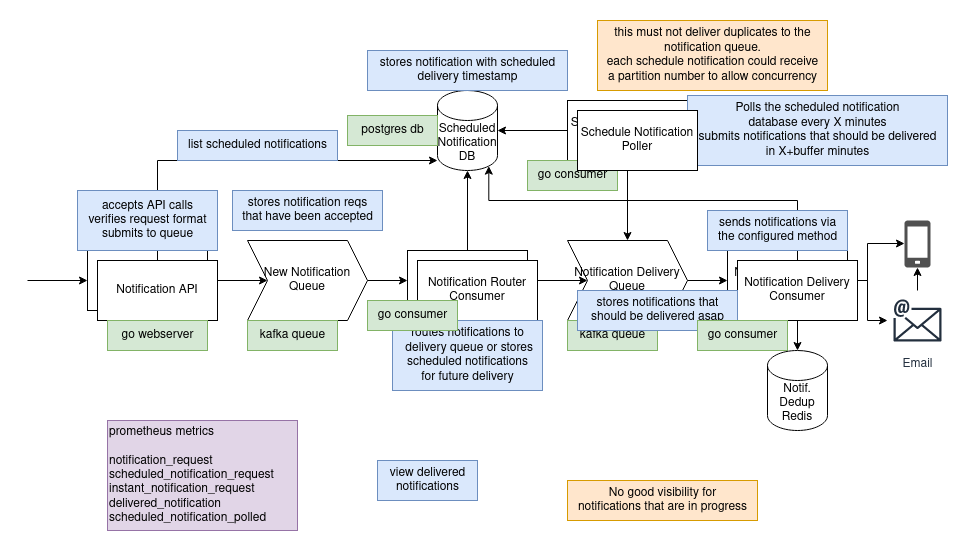 this must not deliver duplicates to the
notification queue.
each schedule notification could receive
a partition number to allow concurrency
stores notification with scheduled
delivery timestamp
Polls the scheduled notification
database every X minutes
submits notifications that should be delivered
in X+buffer minutes
postgres db
Scheduled
Notification
DB
S
Schedule Notification
Poller
list scheduled notifications
go consumer
accepts API calls
verifies request format
submits to queue
stores notification reqs
that have been accepted
sends notifications via
the configured method
Notification API
New Notification
Queue
Notification Router
Consumer
Notification Delivery
Queue
Notification Delivery
Consumer
stores notifications that
should be delivered asap
go webserver
kafka queue
go consumer
routes notifications to
delivery queue or stores
scheduled notifications
for future delivery
kafka queue
go consumer
@
Email
Notif.
Dedup
Redis
prometheus metrics
notification_request
scheduled_notification_request
instant_notification_request
delivered_notification
scheduled_notification_polled
view delivered
notifications
No good visibility for
notifications that are in progress